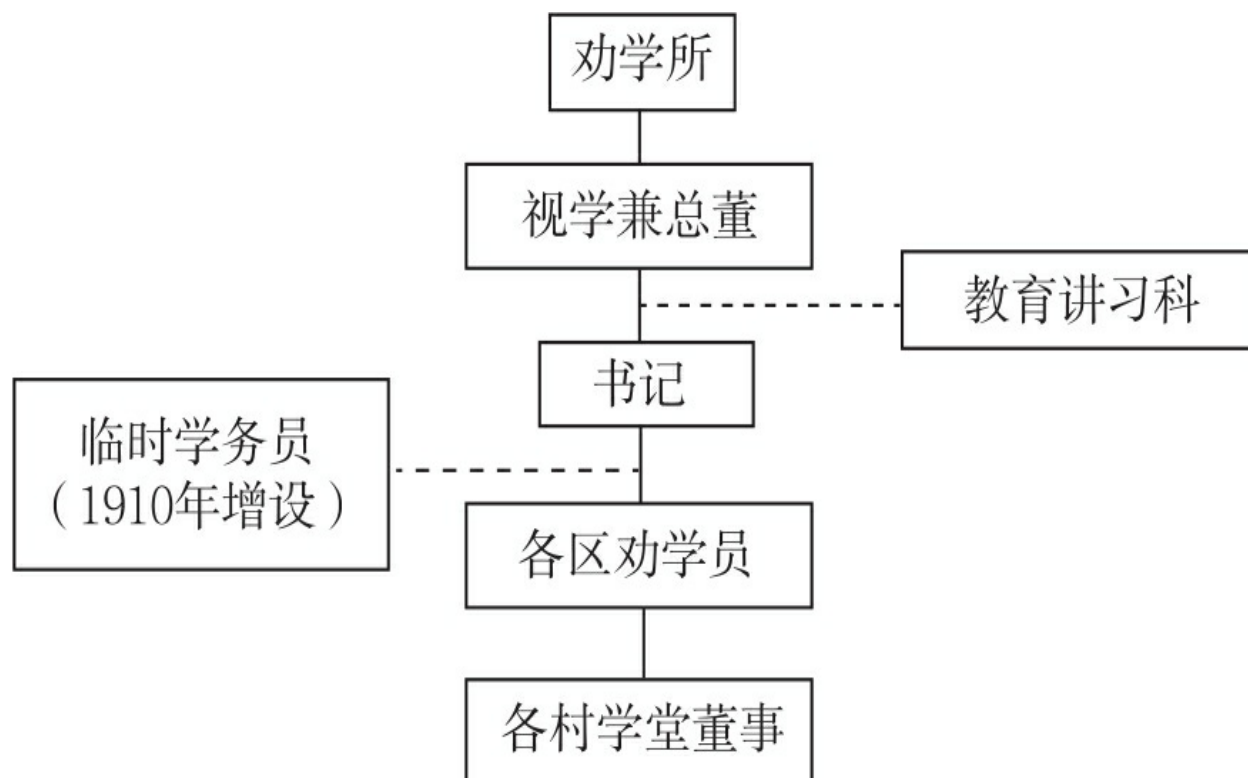 劝学所
视学兼总董
教育讲习科
书记
临时学务员
（1910年增设）
各区劝学员
各村学堂董事